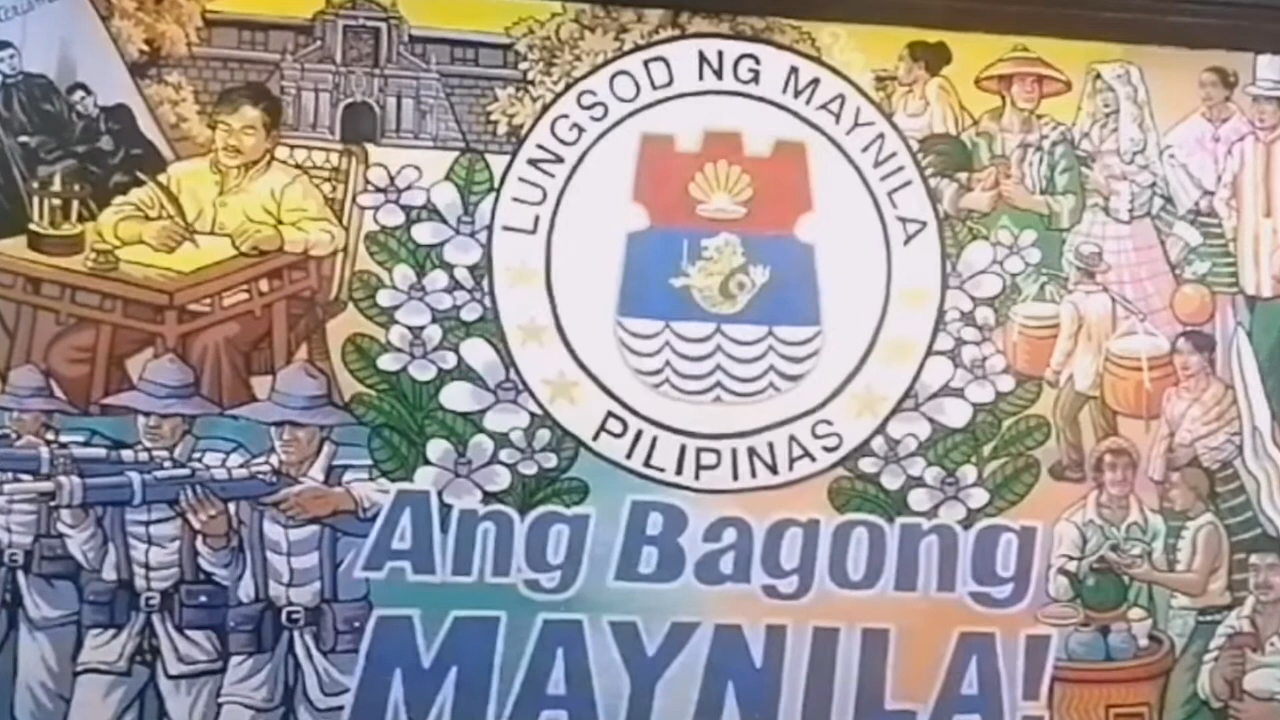 LUNGSOD NG MAYNILA
PILIPINAS
Ang Bagong
MAYNILA!